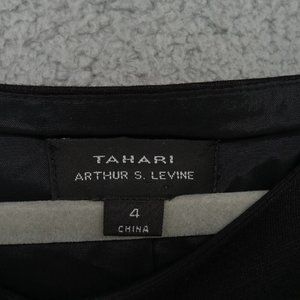 TAHARI
ARTHUR S. LEVINE
4
CHINA